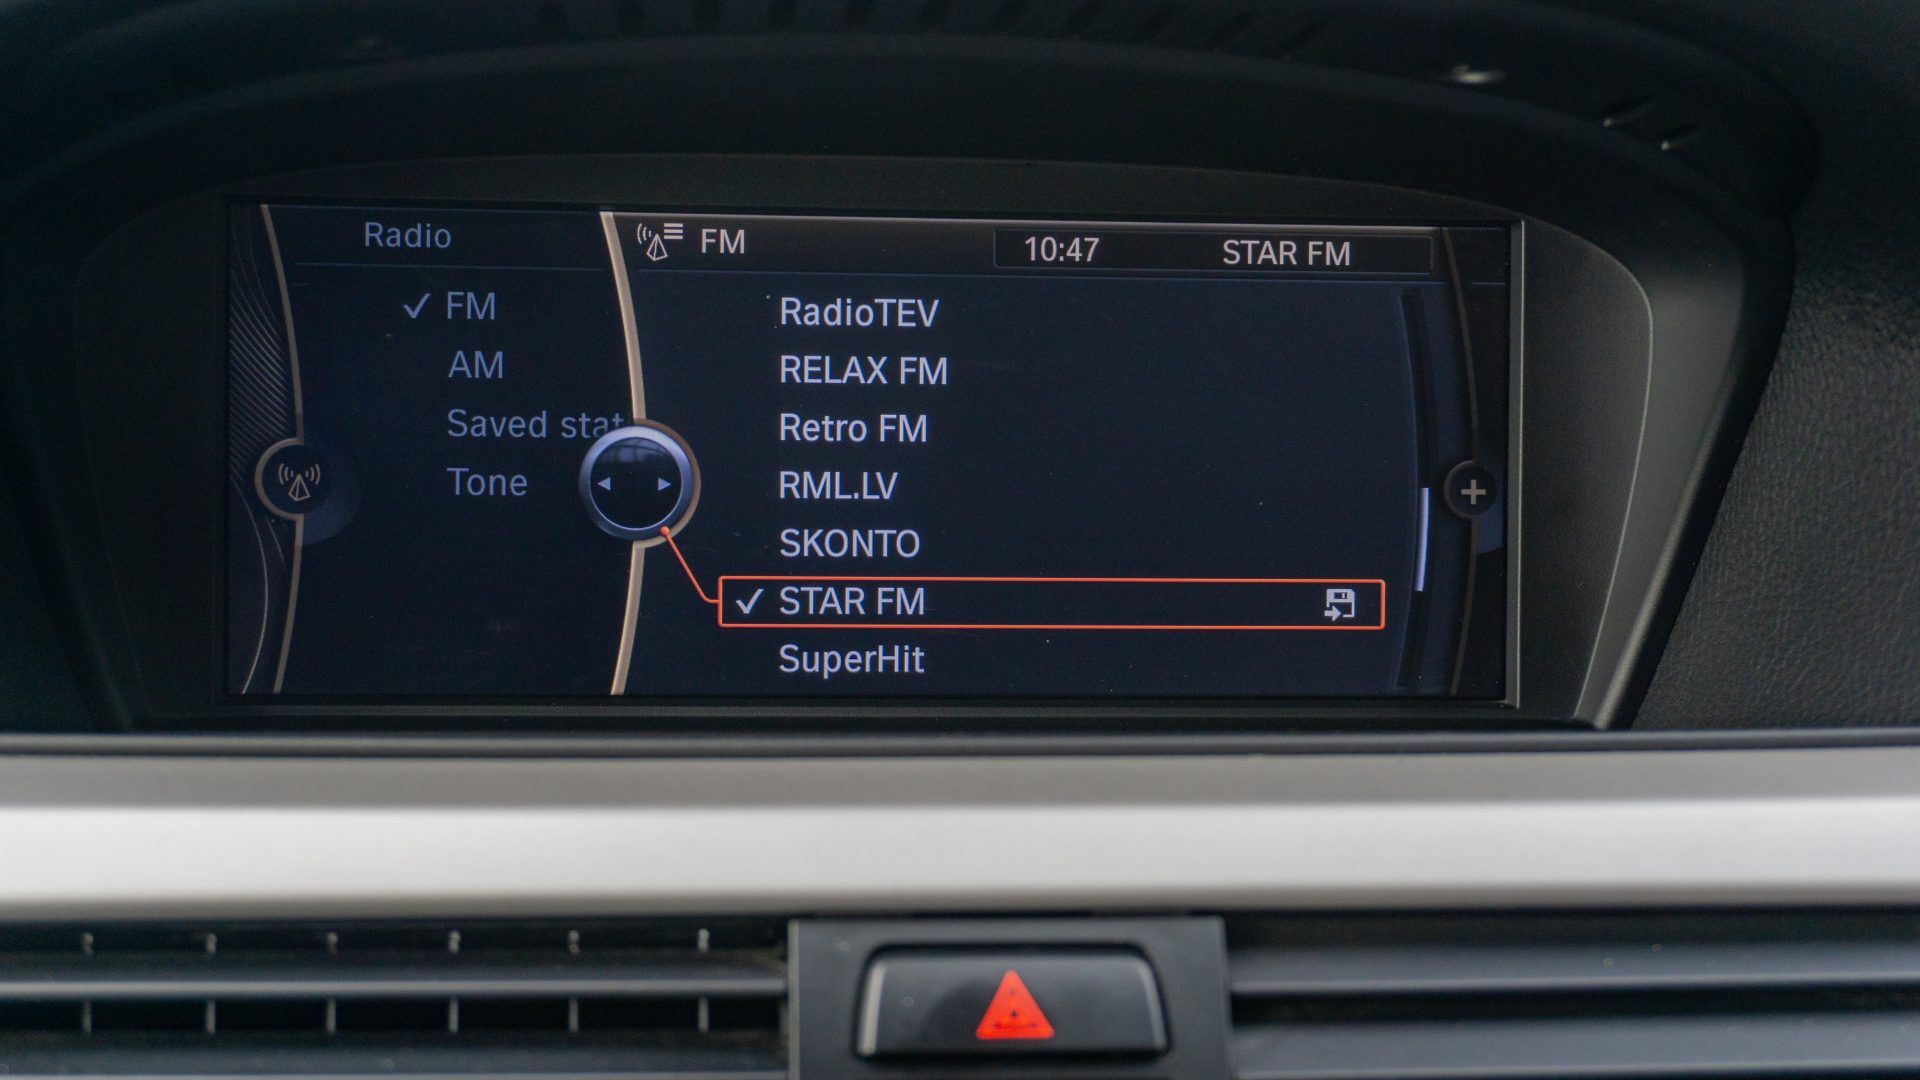 Radio
FM
AM
Saved stat
Tone
FM
10:47 STAR FM
RadioTEV
RELAX FM
Retro FM
RML.LV
SKONTO
STAR FM
SuperHit